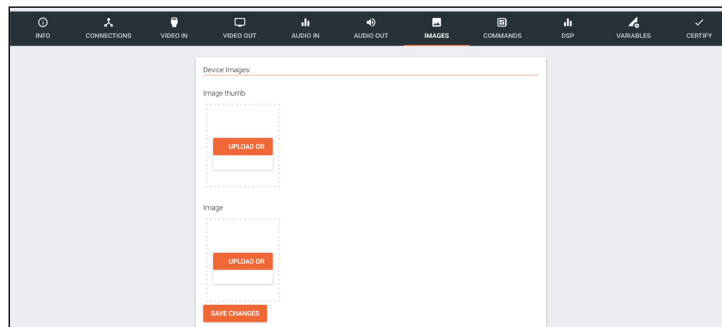 INFO CONNECTIONS VIDEO IN VIDEO OUT AUDIO IN AUDIO OUT IMAGES COMMANDS DSP VARIABLES CERTIFY
Device Images:
Image thumb
UPLOAD OR
Image
UPLOAD OR
SAVE CHANGES